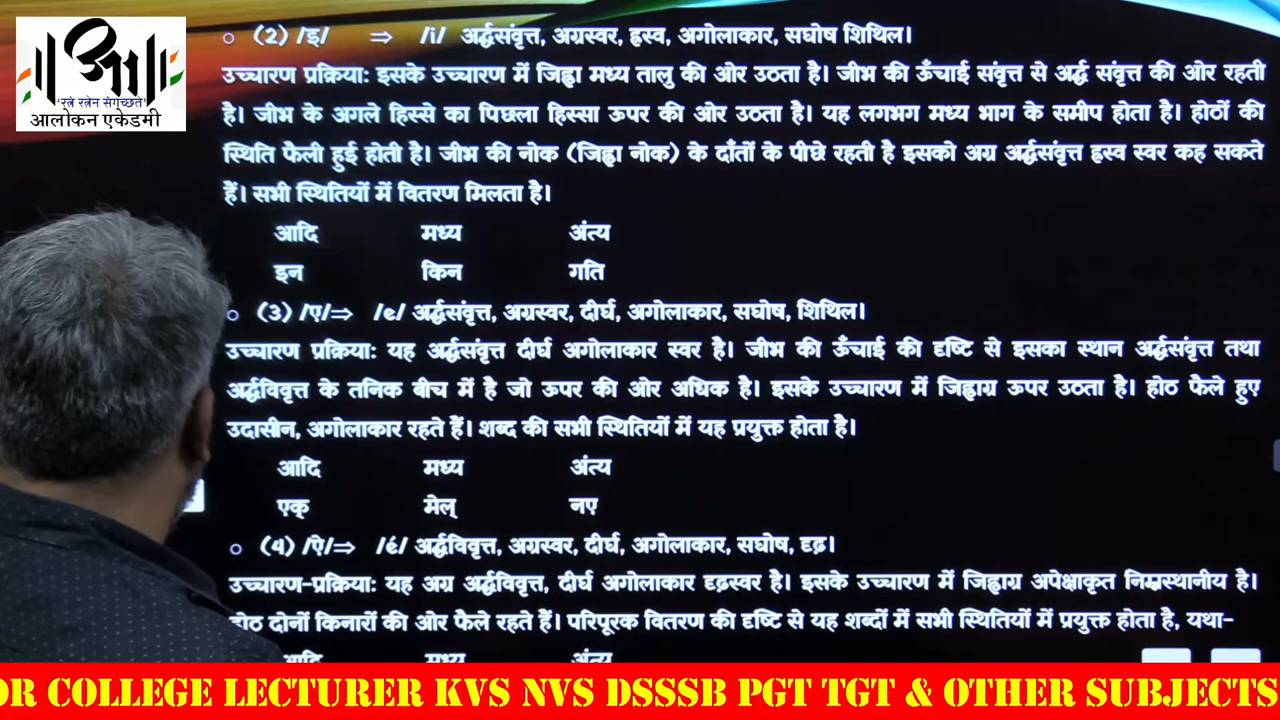 'रत्नं रत्नेन संगच्छते'
आलोकन एकेडमी
(2) /इ/ ⇒ /i/ अर्द्धसंवृत्त, अग्रस्वर, ह्रस्व, अगोलाकार, सघोष शिथिल।
उच्चारण प्रक्रियाः इसके उच्चारण में जिह्वा मध्य तालु की ओर उठता है। जीभ की ऊँचाई संवृत्त से अर्द्ध संवृत्त की ओर रहती
है। जीभ के अगले हिस्से का पिछला हिस्सा ऊपर की ओर उठता है। यह लगभग मध्य भाग के समीप होता है। होठों की
स्थिति फैली हुई होती है। जीभ की नोक (जिह्वा नोक) के दाँतों के पीछे रहती है इसको अग्र अर्द्धसंवृत्त ह्रस्व स्वर कह सकते
हैं। सभी स्थितियों में वितरण मिलता है।
आदि मध्य अंत्य
इन किन गति
(3) /ए/⇒ /e/ अर्द्धसंवृत्त, अग्रस्वर, दीर्घ, अगोलाकार, सघोष, शिथिल।
उच्चारण प्रक्रियाः यह अर्द्धसंवृत्त दीर्घ अगोलाकार स्वर है। जीभ की ऊँचाई की दृष्टि से इसका स्थान अर्द्धसंवृत्त तथा
अर्द्धविवृत्त के तनिक बीच में है जो ऊपर की ओर अधिक है। इसके उच्चारण में जिह्वाग्र ऊपर उठता है। होठ फैले हुए
उदासीन, अगोलाकार रहते हैं। शब्द की सभी स्थितियों में यह प्रयुक्त होता है।
आदि मध्य अंत्य
एक् मेल् नए
(4) /ऐ/⇒ /é/ अर्द्धविवृत्त, अग्रस्वर, दीर्घ, अगोलाकार, सघोष, दृढ़।
उच्चारण-प्रक्रियाः यह अग्र अर्द्धविवृत्त, दीर्घ अगोलाकार दृढ़स्वर है। इसके उच्चारण में जिह्वाग्र अपेक्षाकृत निम्नस्थानीय है।
होठ दोनों किनारों की ओर फैले रहते हैं। परिपूरक वितरण की दृष्टि से यह शब्दों में सभी स्थितियों में प्रयुक्त होता है, यथा-
आदि मध्य अंत्य
OR COLLEGE LECTURER KVS NVS DSSSB PGT TGT & OTHER SUBJECTS